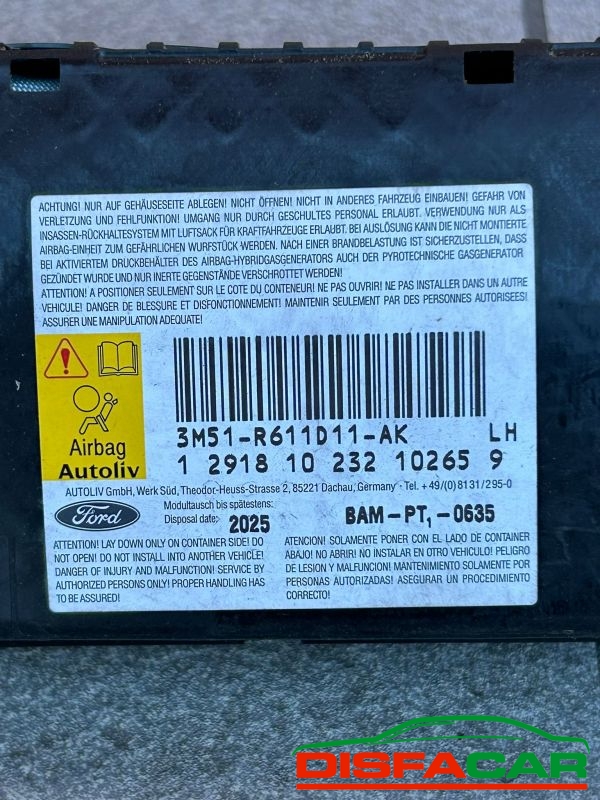 ACHTUNG! NUR AUF GEHÄUSESEITE ABLEGEN! NICHT ÖFFNEN! NICHT IN ANDERES FAHRZEUG EINBAUEN! GEFAHR VON
VERLETZUNG UND FEHLFUNKTION! UMGANG NUR DURCH GESCHULTES PERSONAL ERLAUBT. VERWENDUNG NUR ALS
INSASSEN-RÜCKHALTESYSTEM MIT LUFTSACK FÜR KRAFTFAHRZEUGE ERLAUBT. BEI AUSLÖSUNG KANN DIE NICHT MONTIERTE
AIRBAG-EINHEIT ZUM GEFÄHRLICHEN WURFSTÜCK WERDEN. NACH EINER BRANDBELASTUNG IST SICHERZUSTELLEN, DASS
BEI AKTIVIERTEM DRUCKBEHÄLTER DES AIRBAG-HYBRIDGASGENERATORS AUCH DER PYROTECHNISCHE GASGENERATOR
GEZÜNDET WURDE UND NUR INERTE GEGENSTÄNDE VERSCHROTTET WERDEN!
ATTENTION! A POSITIONER SEULEMENT SUR LE COTE DU CONTENEUR! NE PAS OUVRIR! NE PAS INSTALLER DANS UN AUTRE
VEHICULE! DANGER DE BLESSURE ET DISFONCTIONNEMENT! MAINTENIR SEULEMENT PAR DES PERSONNES AUTORISEES!
ASSURER UNE MANIPULATION ADEQUATE!
Airbag
Autoliv
3M51-R611D11-AK LH
1 2918 10 232 10265 9
AUTOLIV GmbH, Werk Süd, Theodor-Heuss-Strasse 2, 85221 Dachau, Germany · Tel. +49/(0) 8131/295-0
Ford
Modultausch bis spätestens:
Disposal date: 2025
BAM-PT₁-0635
ATTENTION! LAY DOWN ONLY ON CONTAINER SIDE! DO
NOT OPEN! DO NOT INSTALL INTO ANOTHER VEHICLE!
DANGER OF INJURY AND MALFUNCTION! SERVICE BY
AUTHORIZED PERSONS ONLY! PROPER HANDLING HAS
TO BE ASSURED!
ATENCION! SOLAMENTE PONER CON EL LADO DE CONTAINER
ABAJO! NO ABRIR! NO INSTALAR EN OTRO VEHICULO! PELIGRO
DE LESION Y MALFUNCION! MANTENIMIENTO SOLAMENTE POR
PERSONAS AUTORIZADAS! ASEGURAR UN PROCEDIMIENTO
CORRECTO!
DISFACAR